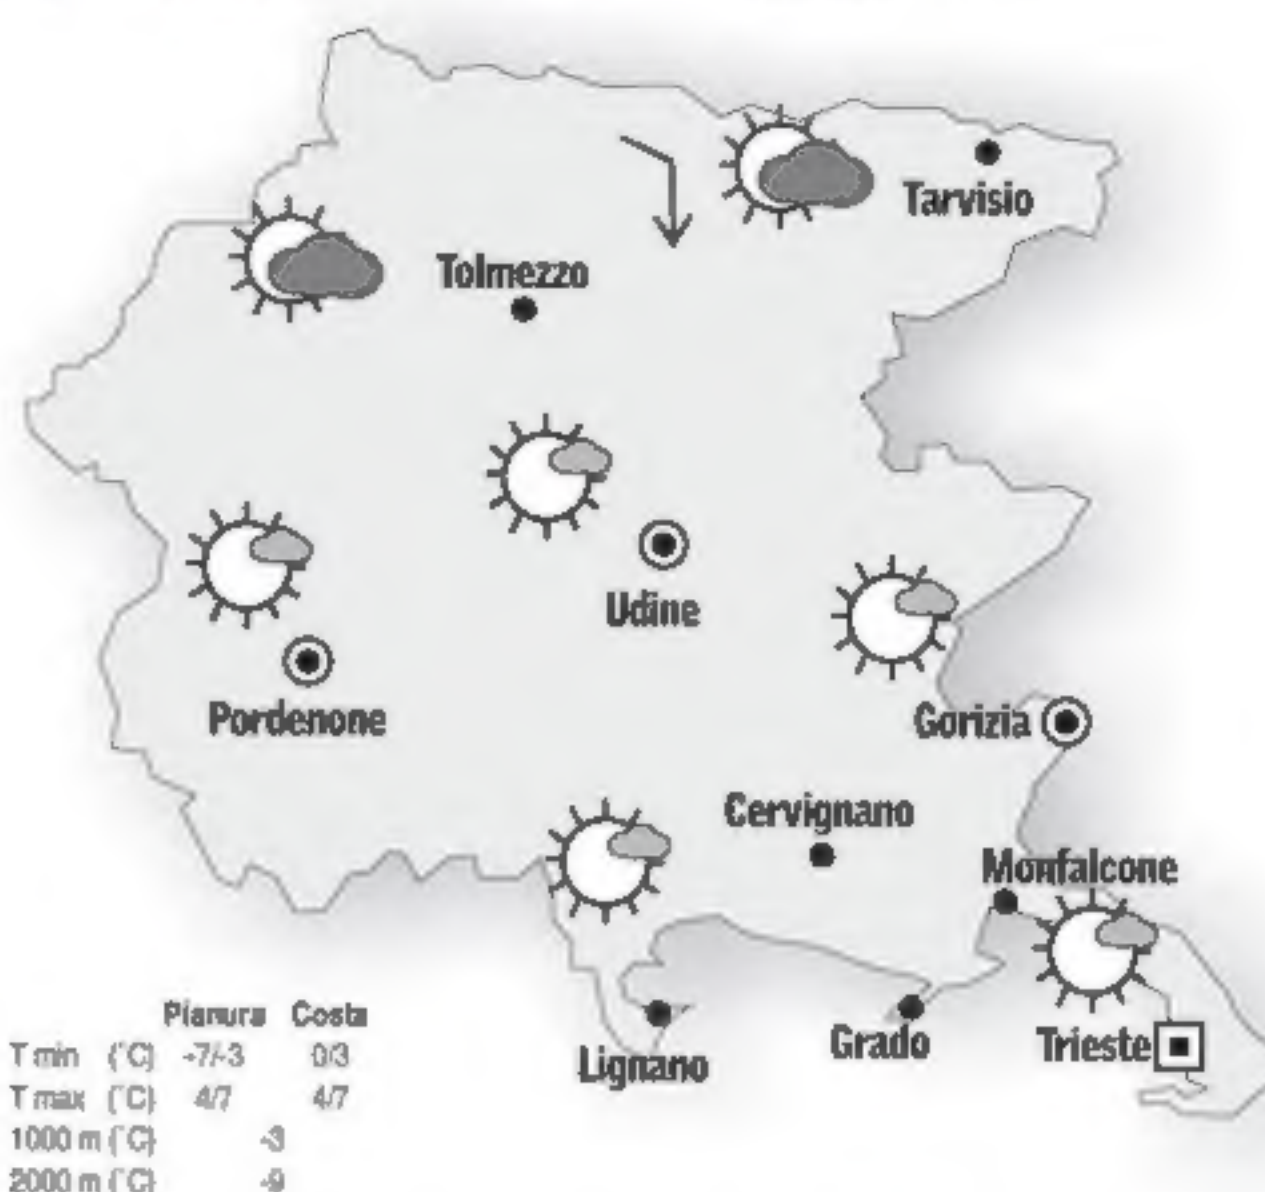 Tarvisio
Tolmezzo
Udine
Pordenone
Gorizia
Cervignano
Monfalcone
Grado
Trieste
Lignano
Pianura Costa
T min (°C) -7/-3 0/3
T max (°C) 4/7 4/7
1000 m (°C) -3
2000 m (°C) -9